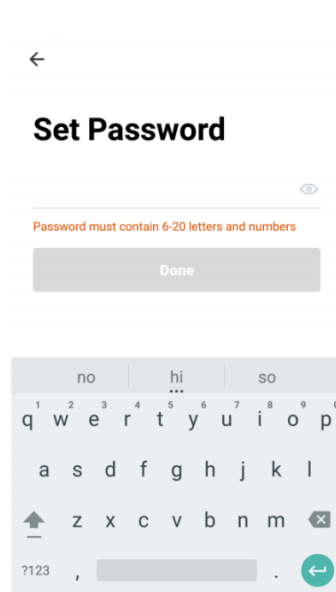 Set Password
Password must contain 6-20 letters and numbers
Done
no hi so
1 2 3 4 5 6 7 8 9
q w e r t y u i o p
a s d f g h j k l
z x c v b n m
?123 , .